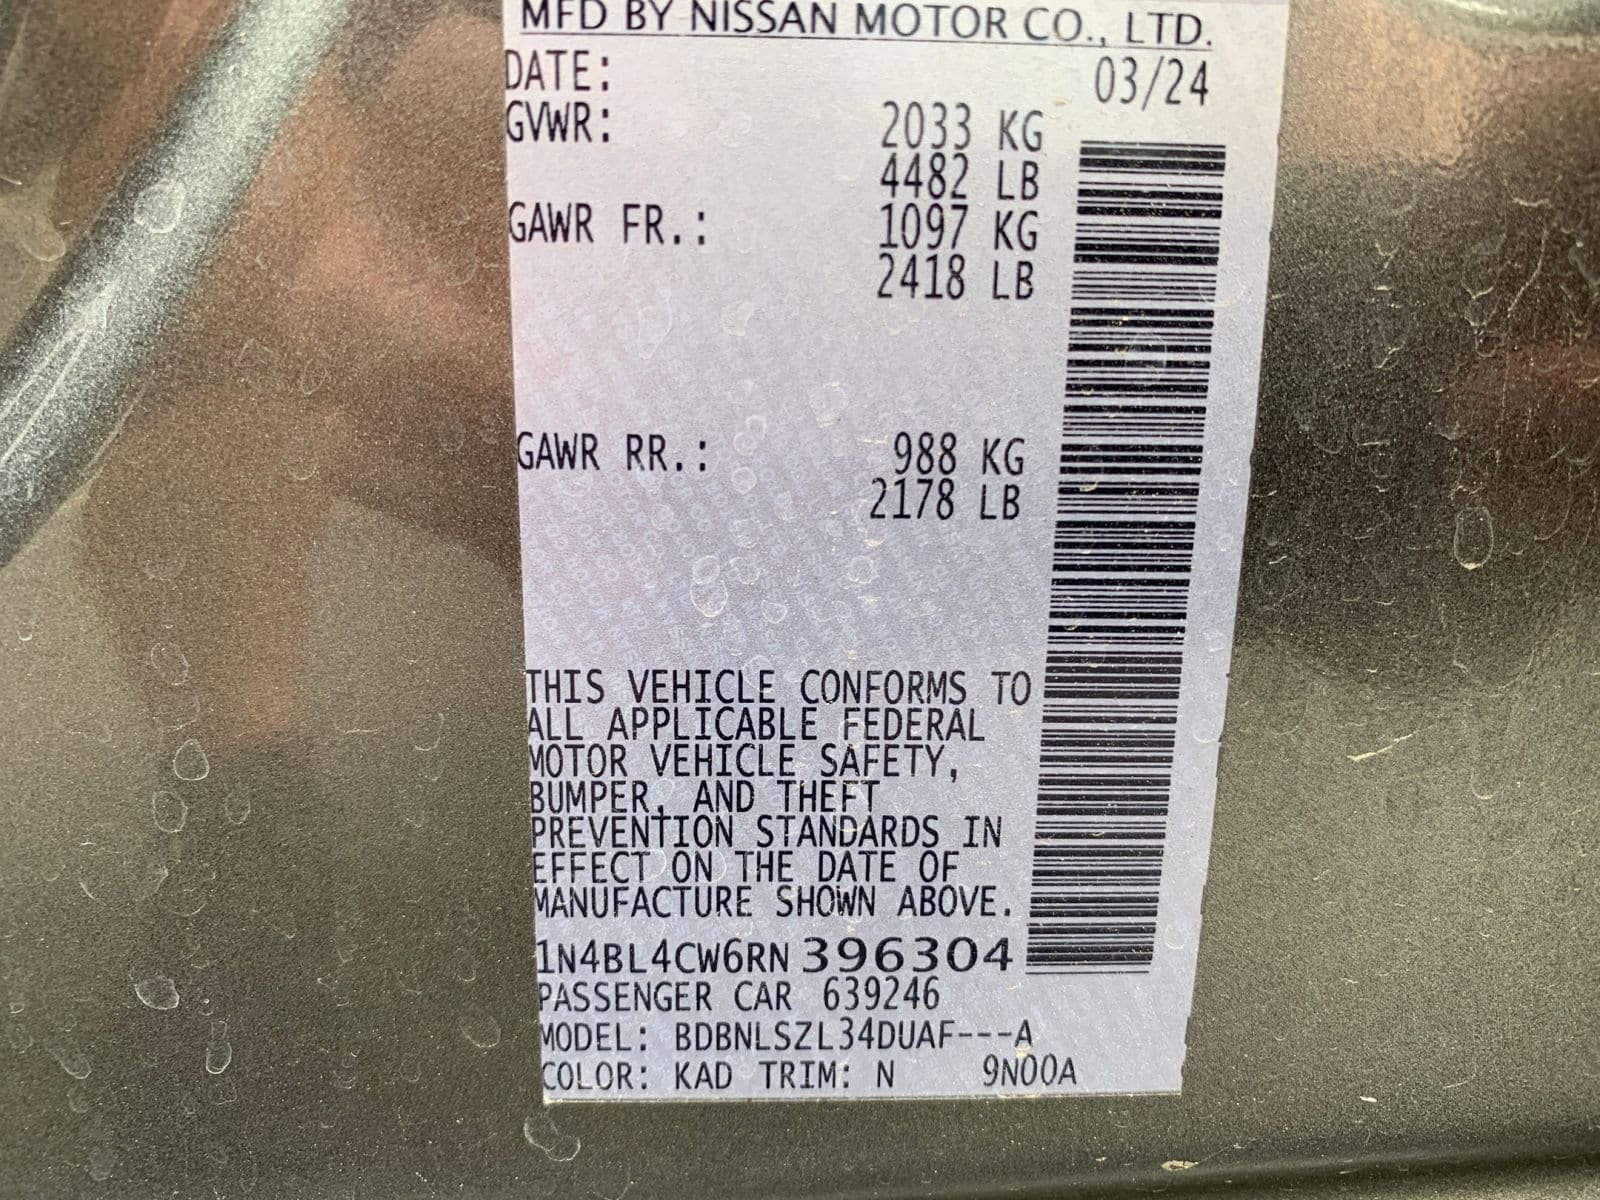 MFD BY NISSAN MOTOR CO., LTD.
DATE: 03/24
GVWR: 2033 KG
4482 LB
GAWR FR.: 1097 KG
2418 LB
GAWR RR.: 988 KG
2178 LB
THIS VEHICLE CONFORMS TO
ALL APPLICABLE FEDERAL
MOTOR VEHICLE SAFETY,
BUMPER, AND THEFT
PREVENTION STANDARDS IN
EFFECT ON THE DATE OF
MANUFACTURE SHOWN ABOVE.
1N4BL4CW6RN 396304
PASSENGER CAR 639246
MODEL: BDBNLSZL34DUAF---A
COLOR: KAD TRIM: N 9N00A